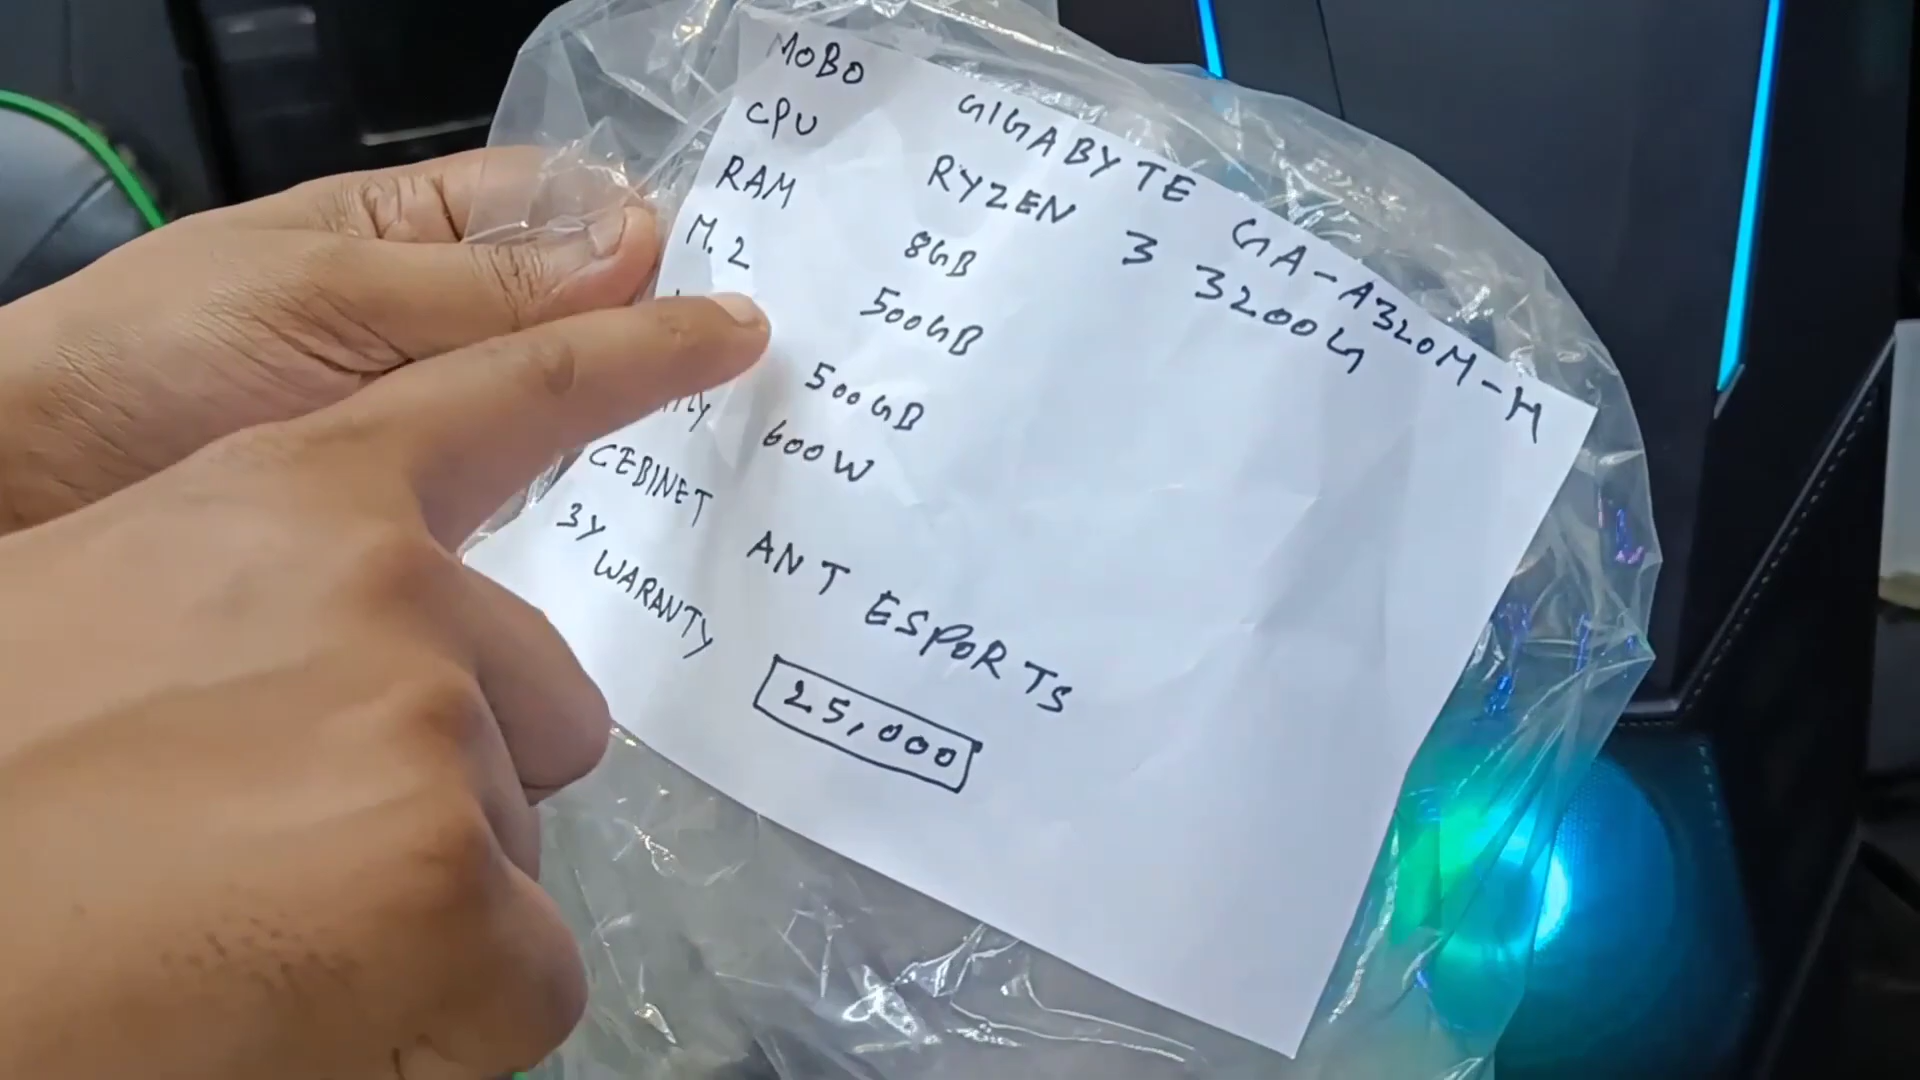 MOBO GIGABYTE GA-A320M-H
CPU RYZEN 3 3200G
RAM 8GB
M.2 500GB
500GB
600W
CEBINET ANT ESPORTS
3Y WARANTY
25,000